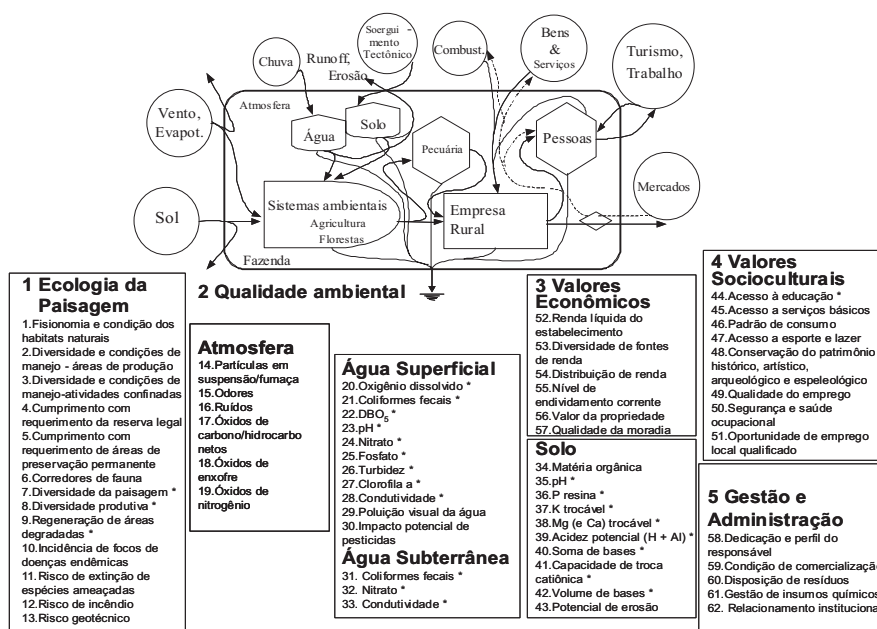 Soergui -
mento
Tectônico
Chuva
Runoff,
Erosão
Combust.
Bens
&
Serviços
Turismo,
Trabalho
Atmosfera
Vento,
Evapot.
Água
Solo
Pecuária
Pessoas
Mercados
Sol
Sistemas ambientais
Agricultura
Florestas
Empresa
Rural
Fazenda
1 Ecologia da
Paisagem
1.Fisionomia e condição dos
habitats naturais
2.Diversidade e condições de
manejo - áreas de produção
3.Diversidade e condições de
manejo-atividades confinadas
4.Cumprimento com
requerimento da reserva legal
5.Cumprimento com
requerimento de áreas de
preservação permanente
6.Corredores de fauna
7.Diversidade da paisagem *
8.Diversidade produtiva *
9.Regeneração de áreas
degradadas *
10.Incidência de focos de
doenças endêmicas
11.Risco de extinção de
espécies ameaçadas
12.Risco de incêndio
13.Risco geotécnico
2 Qualidade ambiental
Atmosfera
14.Partículas em
suspensão/fumaça
15.Odores
16.Ruídos
17.Óxidos de
carbono/hidrocarbo
netos
18.Óxidos de
enxofre
19.Óxidos de
nitrogênio
Água Superficial
20.Oxigênio dissolvido *
21.Coliformes fecais *
22.DBO5 *
23.pH *
24.Nitrato *
25.Fosfato *
26.Turbidez *
27.Clorofila a *
28.Condutividade *
29.Poluição visual da água
30.Impacto potencial de
pesticidas
Água Subterrânea
31. Coliformes fecais *
32. Nitrato *
33. Condutividade *
3 Valores
Econômicos
52.Renda líquida do
estabelecimento
53.Diversidade de fontes
de renda
54.Distribuição de renda
55.Nível de
endividamento corrente
56.Valor da propriedade
57.Qualidade da moradia
Solo
34.Matéria orgânica
35.pH *
36.P resina *
37.K trocável *
38.Mg (e Ca) trocável *
39.Acidez potencial (H + Al) *
40.Soma de bases *
41.Capacidade de troca
catiônica *
42.Volume de bases *
43.Potencial de erosão
4 Valores
Socioculturais
44.Acesso à educação *
45.Acesso a serviços básicos
46.Padrão de consumo
47.Acesso a esporte e lazer
48.Conservação do patrimônio
histórico, artístico,
arqueológico e espeleológico
49.Qualidade do emprego
50.Segurança e saúde
ocupacional
51.Oportunidade de emprego
local qualificado
5 Gestão e
Administração
58.Dedicação e perfil do
responsável
59.Condição de comercialização
60.Disposição de resíduos
61.Gestão de insumos químicos
62. Relacionamento instituciona